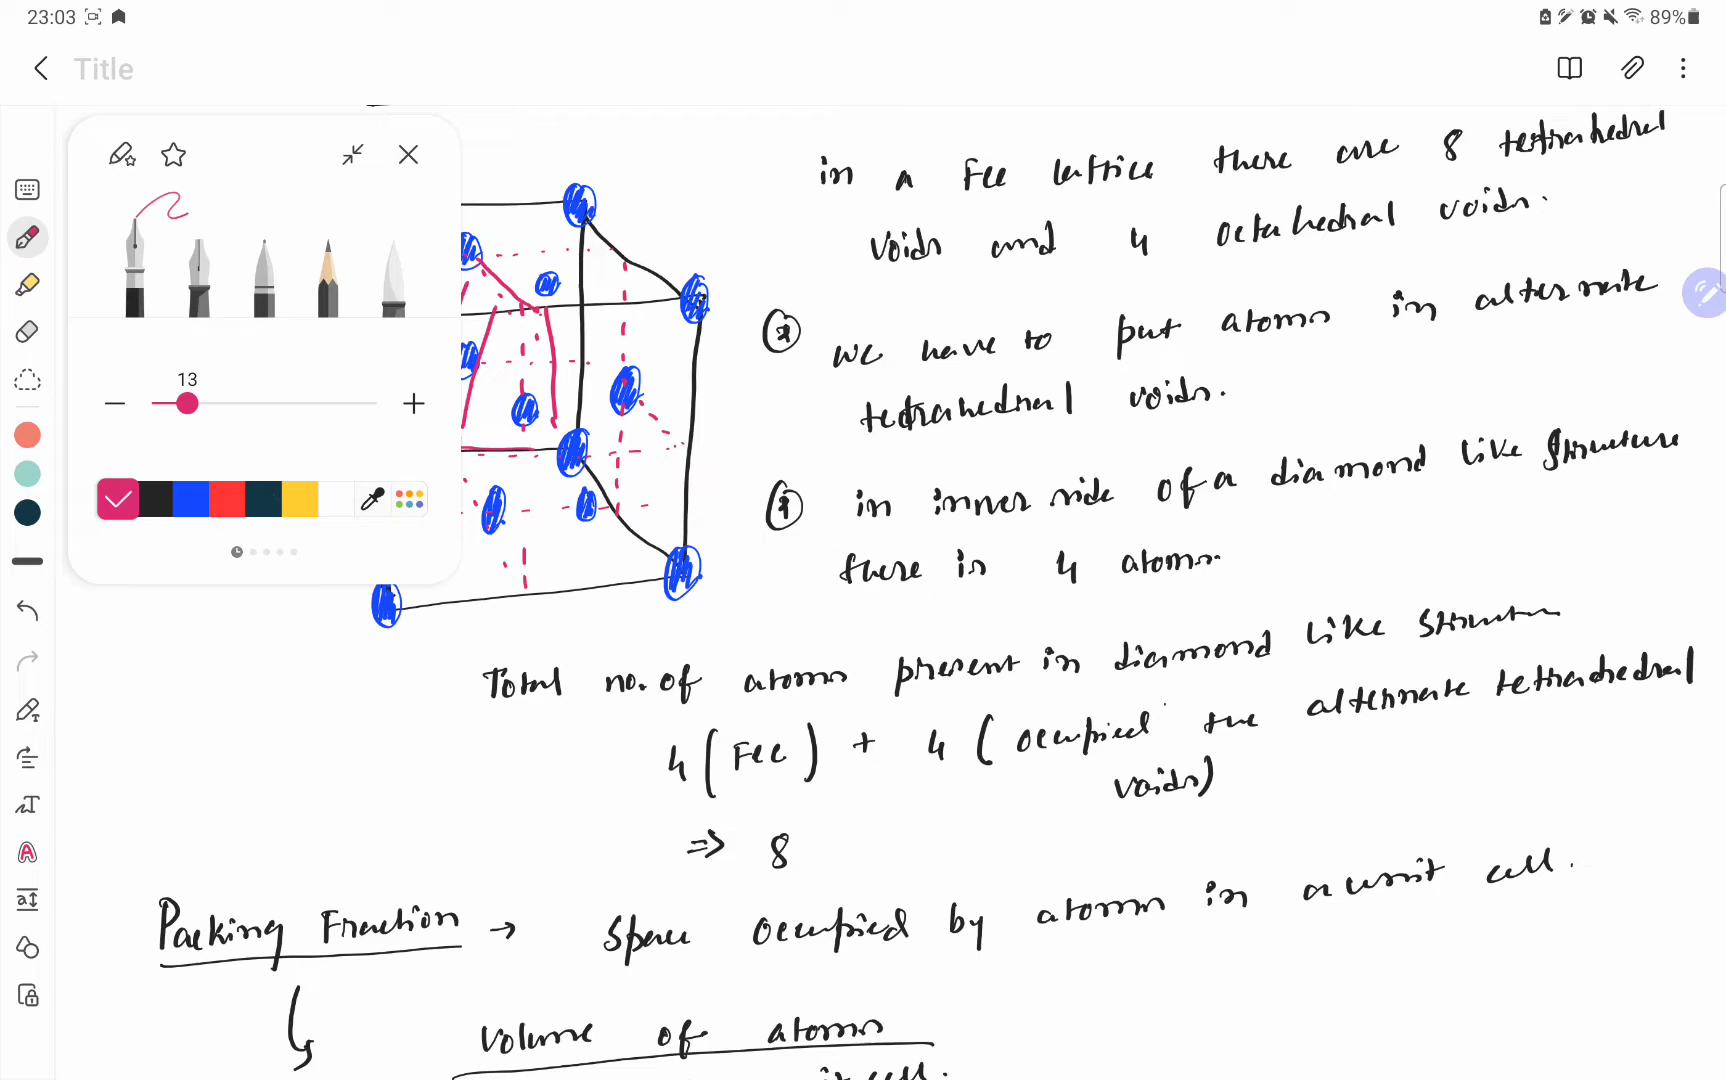 23:03
89%
Title
13
in a Fcc lattice there are 8 tetrahedral
voids and 4 octahedral voids.
② we have to put atoms in alternate
tetrahedral voids.
in inner side of a diamond like structure
there is 4 atoms.
Total no. of atoms present in diamond like structure
4 (Fcc) + 4 (occupied the alternate tetrahedral
voids)
=> 8
Packing Fraction → space occupied by atoms in a unit cell.
volume of atoms
unit cell.